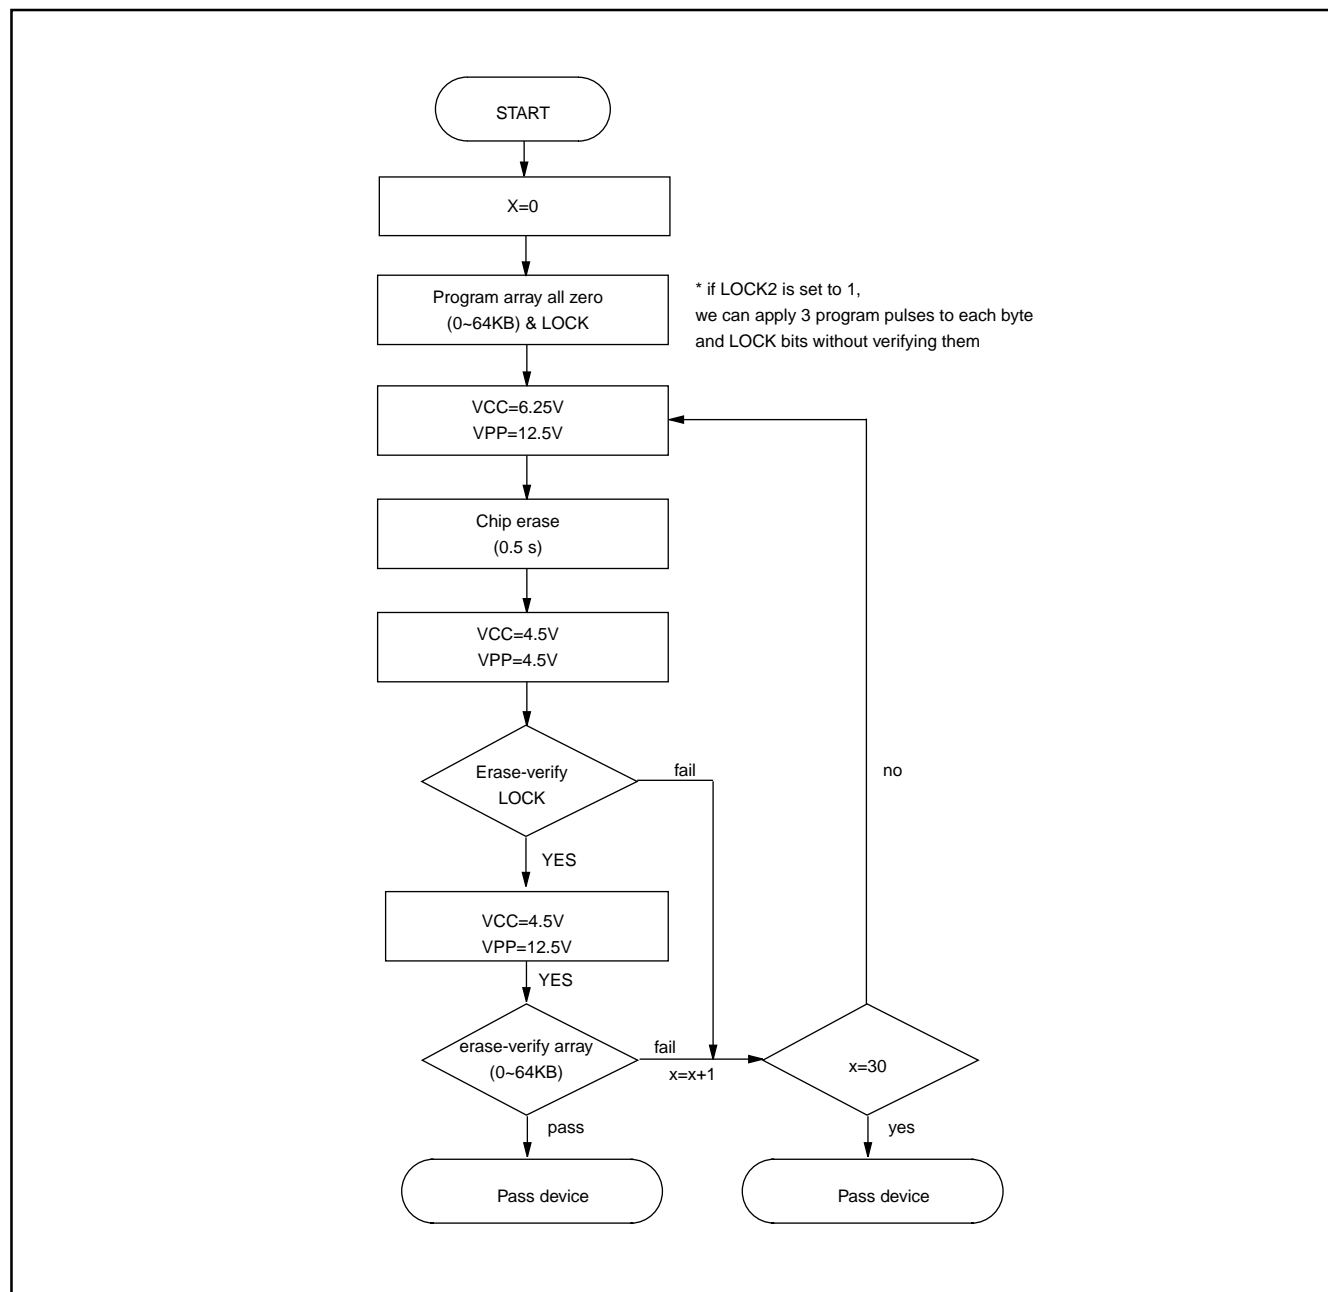 START
X=0
Program array all zero
(0~64KB) & LOCK
* if LOCK2 is set to 1,
we can apply 3 program pulses to each byte
and LOCK bits without verifying them
VCC=6.25V
VPP=12.5V
Chip erase
(0.5 s)
VCC=4.5V
VPP=4.5V
Erase-verify
LOCK
fail
no
YES
VCC=4.5V
VPP=12.5V
YES
erase-verify array
(0~64KB)
fail
x=x+1
x=30
pass
yes
Pass device
Pass device